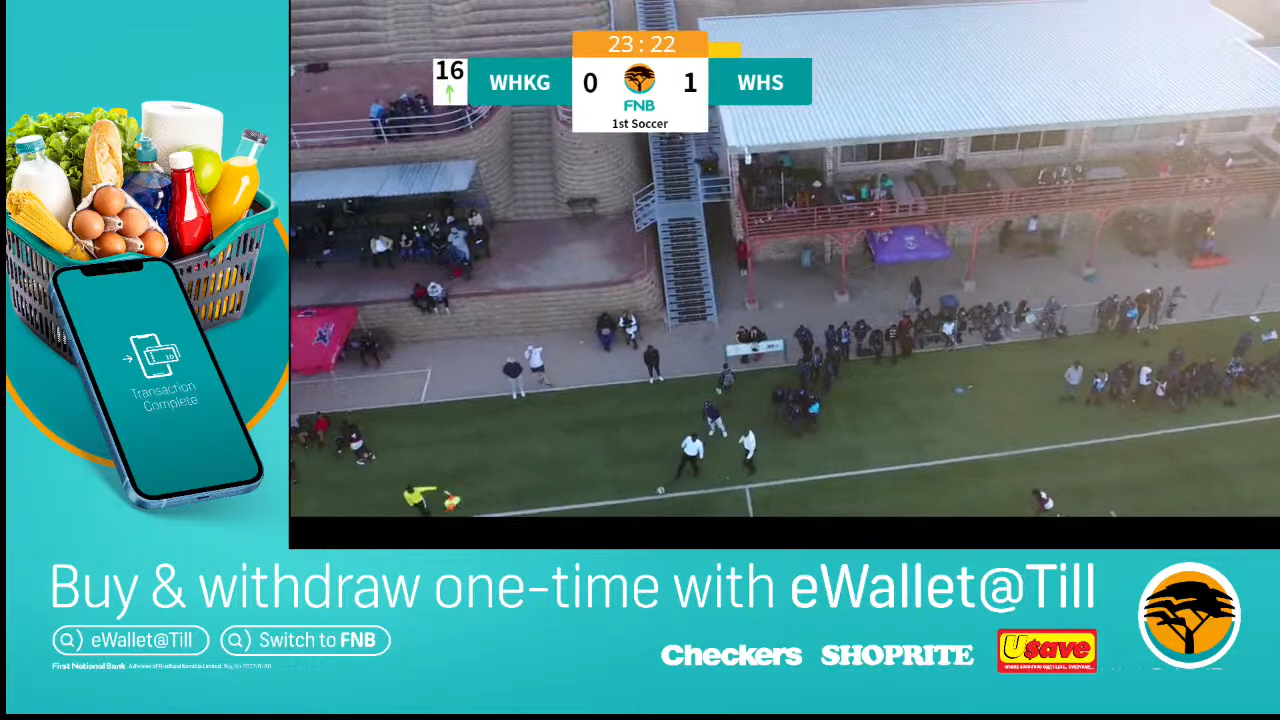 23:22
16 WHKG 0 1 WHS
FNB
1st Soccer
Transaction
Complete
Buy & withdraw one-time with eWallet@Till
eWallet@Till Switch to FNB
First National Bank
Checkers SHOPRITE Usave